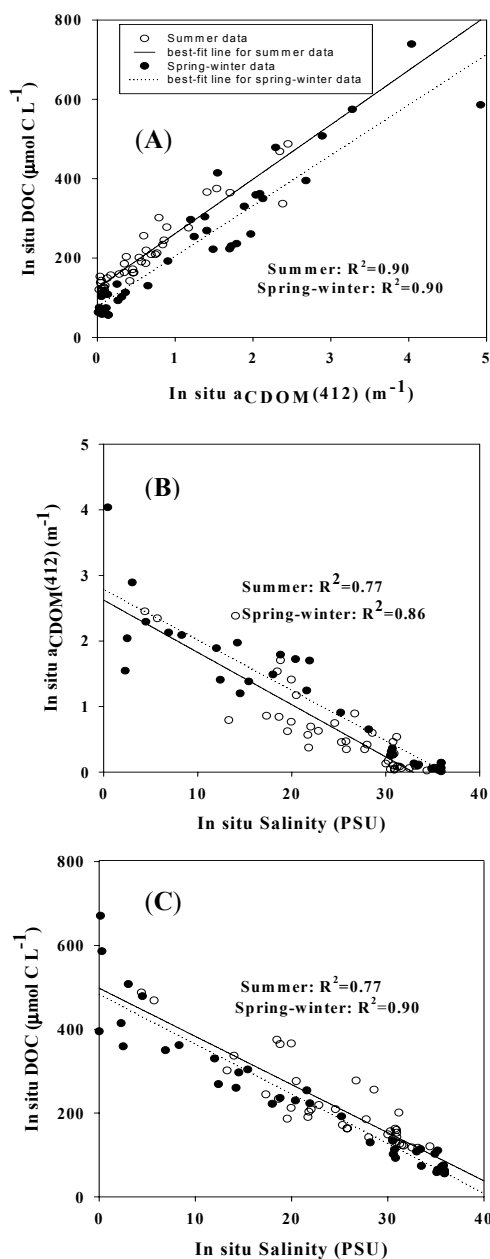 Summer data
best-fit line for summer data
Spring-winter data
best-fit line for spring-winter data
800
600
400
200
0
In situ DOC (μmol C L⁻¹)
(A)
Summer: R²=0.90
Spring-winter: R²=0.90
0 1 2 3 4 5
In situ aCDOM(412) (m⁻¹)
5
4
3
2
1
0
In situ aCDOM(412) (m⁻¹)
(B)
Summer: R²=0.77
Spring-winter: R²=0.86
0 10 20 30 40
In situ Salinity (PSU)
800
600
400
200
0
In situ DOC (μmol C L⁻¹)
(C)
Summer: R²=0.77
Spring-winter: R²=0.90
0 10 20 30 40
In situ Salinity (PSU)